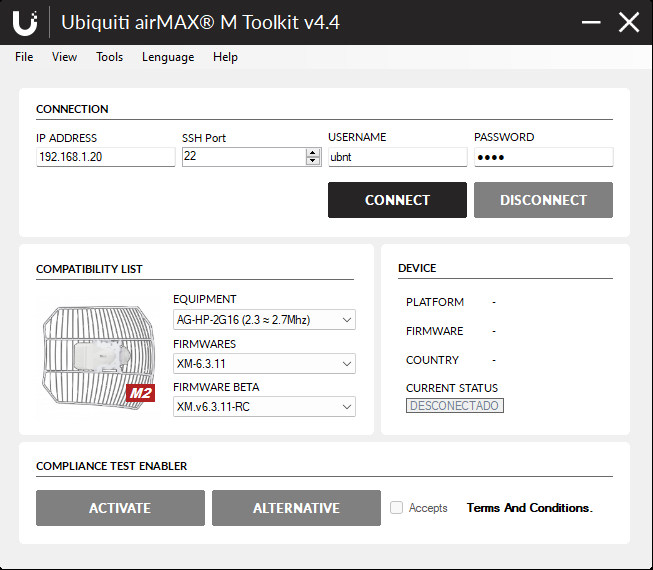 Ubiquiti airMAX® M Toolkit v4.4
File View Tools Lenguage Help
CONNECTION
IP ADDRESS SSH Port USERNAME PASSWORD
192.168.1.20 22 ubnt ●●●●
CONNECT DISCONNECT
COMPATIBILITY LIST
EQUIPMENT
AG-HP-2G16 (2.3 ≈ 2.7Mhz)
FIRMWARES
XM-6.3.11
FIRMWARE BETA
XM.v6.3.11-RC
M2
DEVICE
PLATFORM -
FIRMWARE -
COUNTRY -
CURRENT STATUS
DESCONECTADO
COMPLIANCE TEST ENABLER
ACTIVATE ALTERNATIVE Accepts Terms And Conditions.